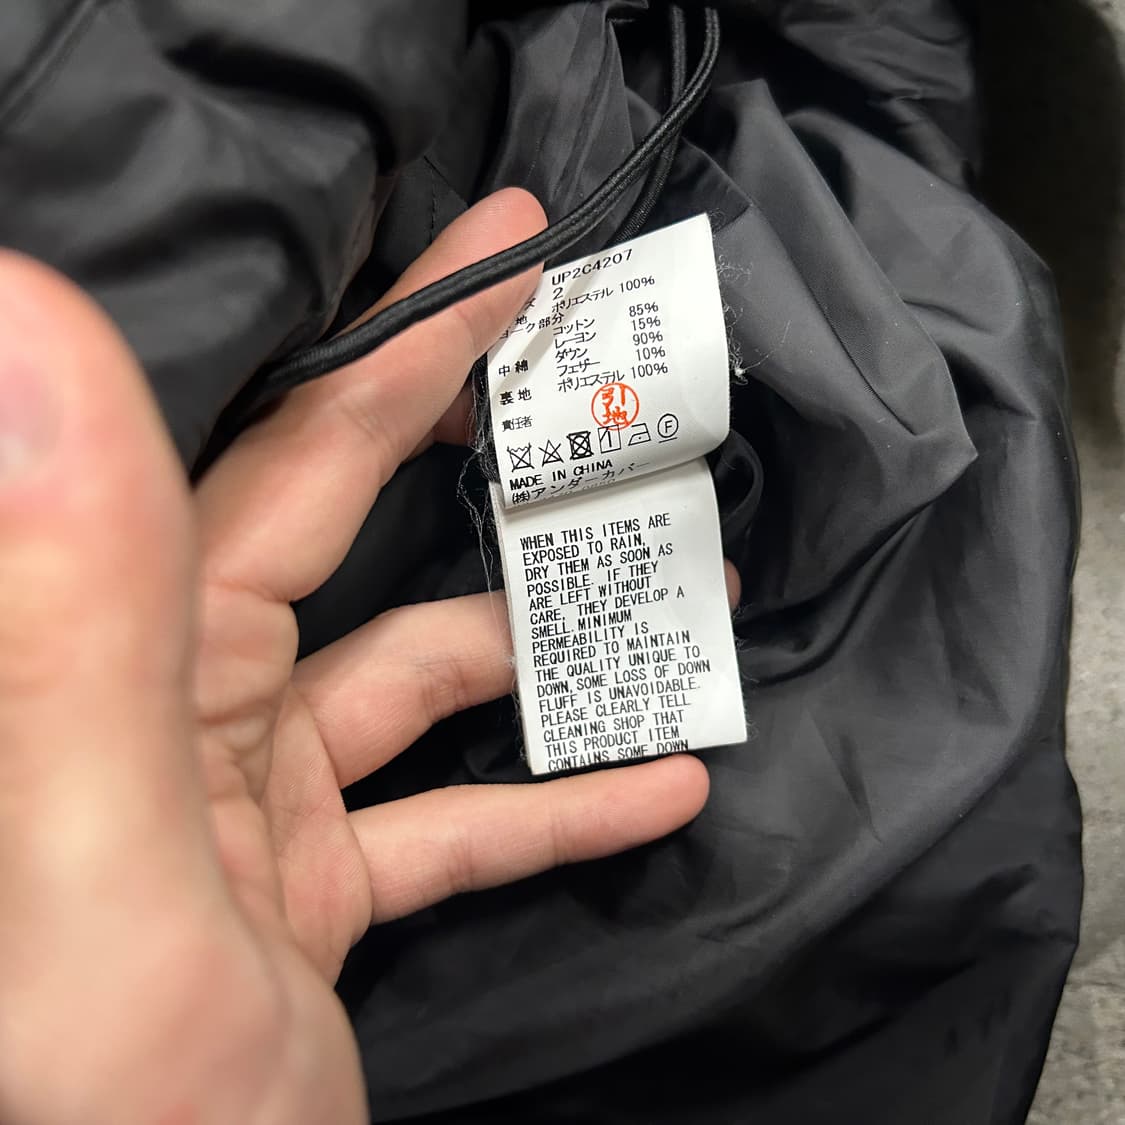 UP2C4207
ズ 2
地 ポリエステル 100%
ヨーク部分
コットン 85%
レーヨン 15%
中綿 ダウン 90%
フェザー 10%
裏地 ポリエステル 100%
責任者 引地
MADE IN CHINA
(株)アンダーカバー
WHEN THIS ITEMS ARE
EXPOSED TO RAIN,
DRY THEM AS SOON AS
POSSIBLE. IF THEY
ARE LEFT WITHOUT
CARE, THEY DEVELOP A
SMELL. MINIMUM
PERMEABILITY IS
REQUIRED TO MAINTAIN
THE QUALITY UNIQUE TO
DOWN, SOME LOSS OF DOWN
FLUFF IS UNAVOIDABLE.
PLEASE CLEARLY TELL
CLEANING SHOP THAT
THIS PRODUCT ITEM
CONTAINS SOME DOWN